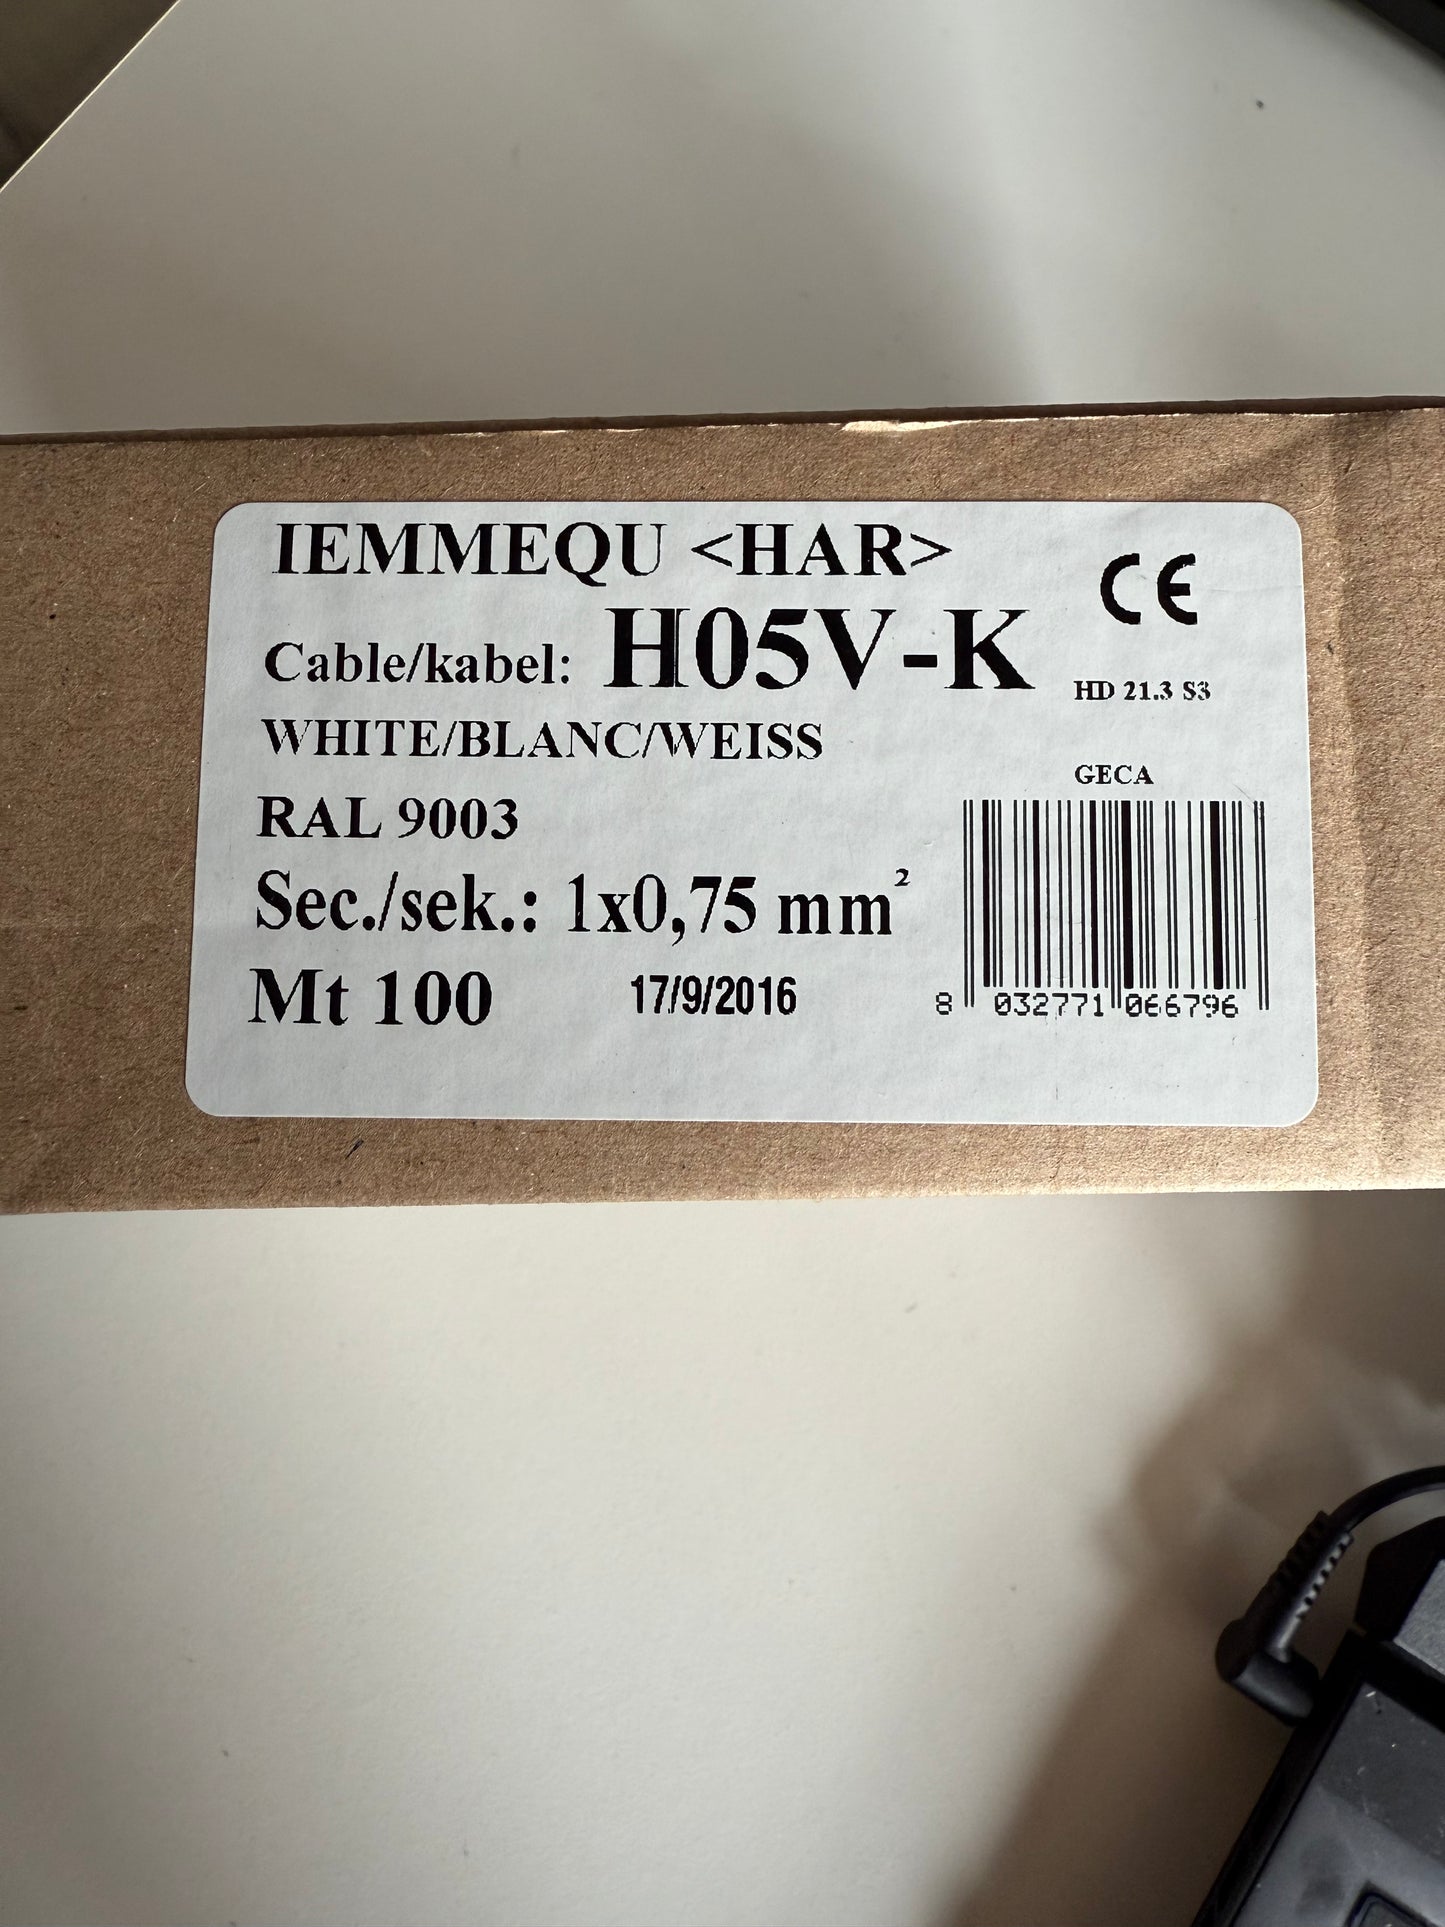 IEMMEQU <HAR>
CE
Cable/kabel: H05V-K
HD 21.3 S3
WHITE/BLANC/WEISS
GECA
RAL 9003
Sec./sek.: 1x0,75 mm²
Mt 100
17/9/2016
8 032771 066796